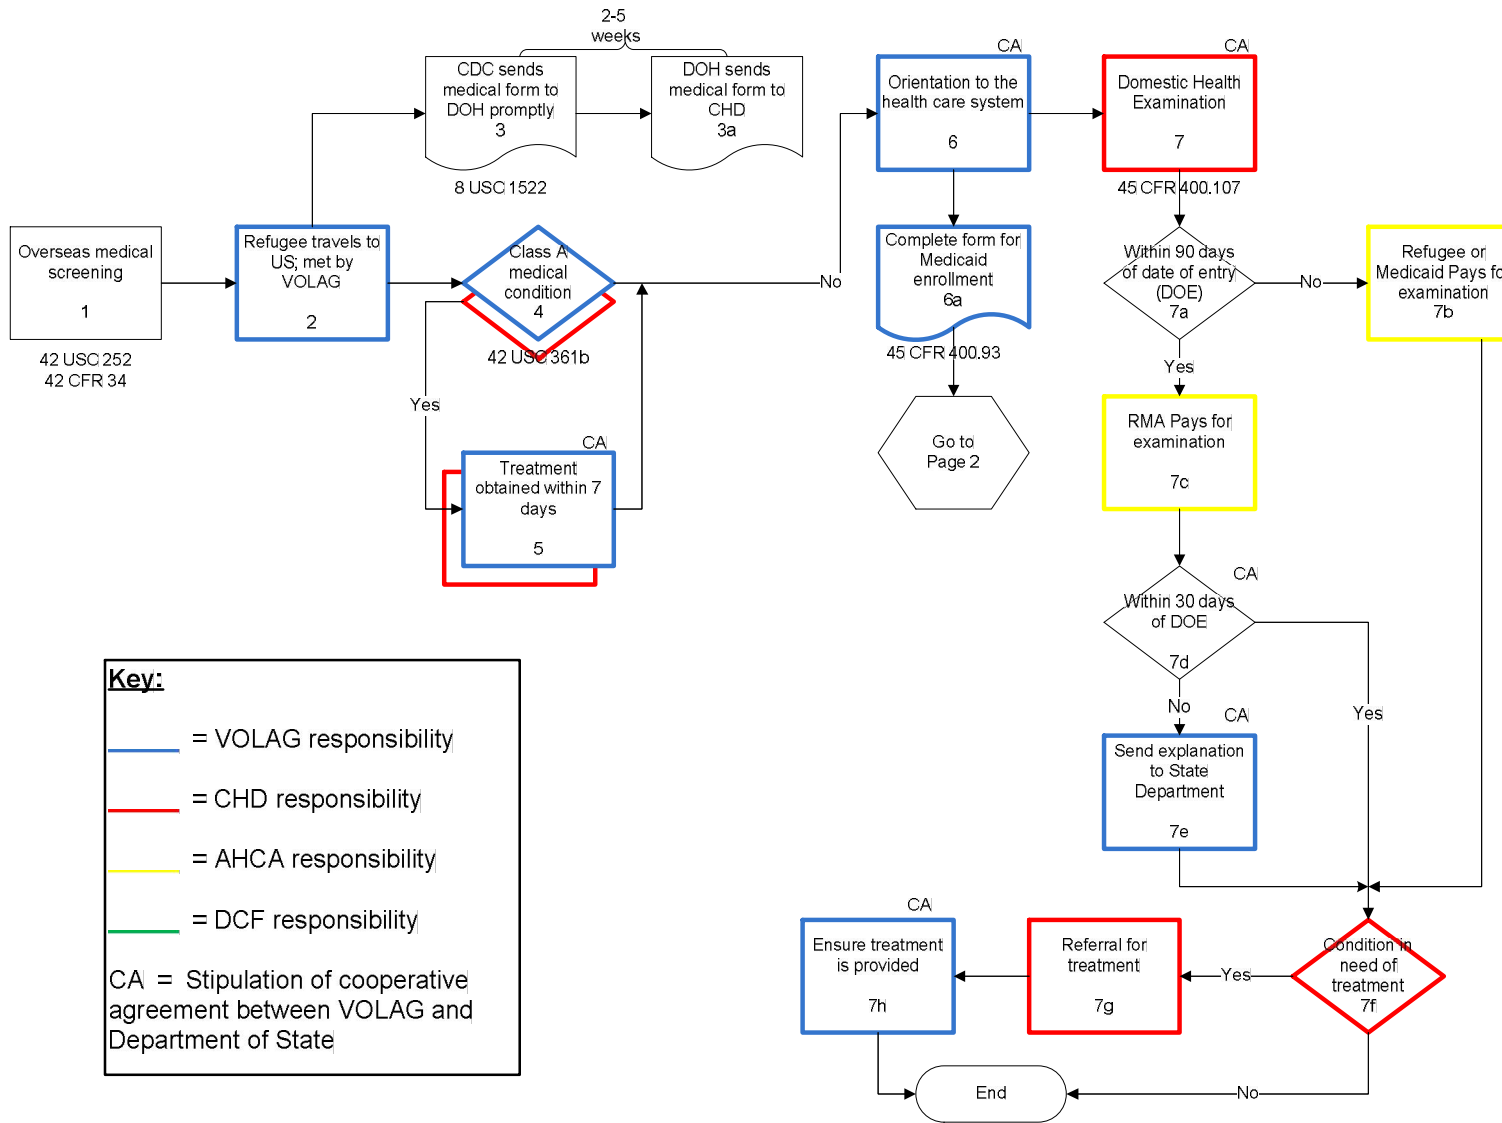 2-5
weeks
CDC sends
medical form to
DOH promptly
3
8 USC 1522
DOH sends
medical form to
CHD
3a
CA
Orientation to the
health care system
6
CA
Domestic Health
Examination
7
45 CFR 400.107
Overseas medical
screening
1
42 USC 252
42 CFR 34
Refugee travels to
US; met by
VOLAG
2
Class A
medical
condition
4
42 USC 361b
No
Yes
CA
Treatment
obtained within 7
days
5
Complete form for
Medicaid
enrollment
6a
45 CFR 400.93
Go to
Page 2
Within 90 days
of date of entry
(DOE)
7a
No
Refugee or
Medicaid Pays for
examination
7b
Yes
RMA Pays for
examination
7c
CA
Within 30 days
of DOE
7d
No
Yes
CA
Send explanation
to State
Department
7e
Condition in
need of
treatment
7f
Yes
Referral for
treatment
7g
CA
Ensure treatment
is provided
7h
No
End
Key:
= VOLAG responsibility
= CHD responsibility
= AHCA responsibility
= DCF responsibility
CA = Stipulation of cooperative
agreement between VOLAG and
Department of State